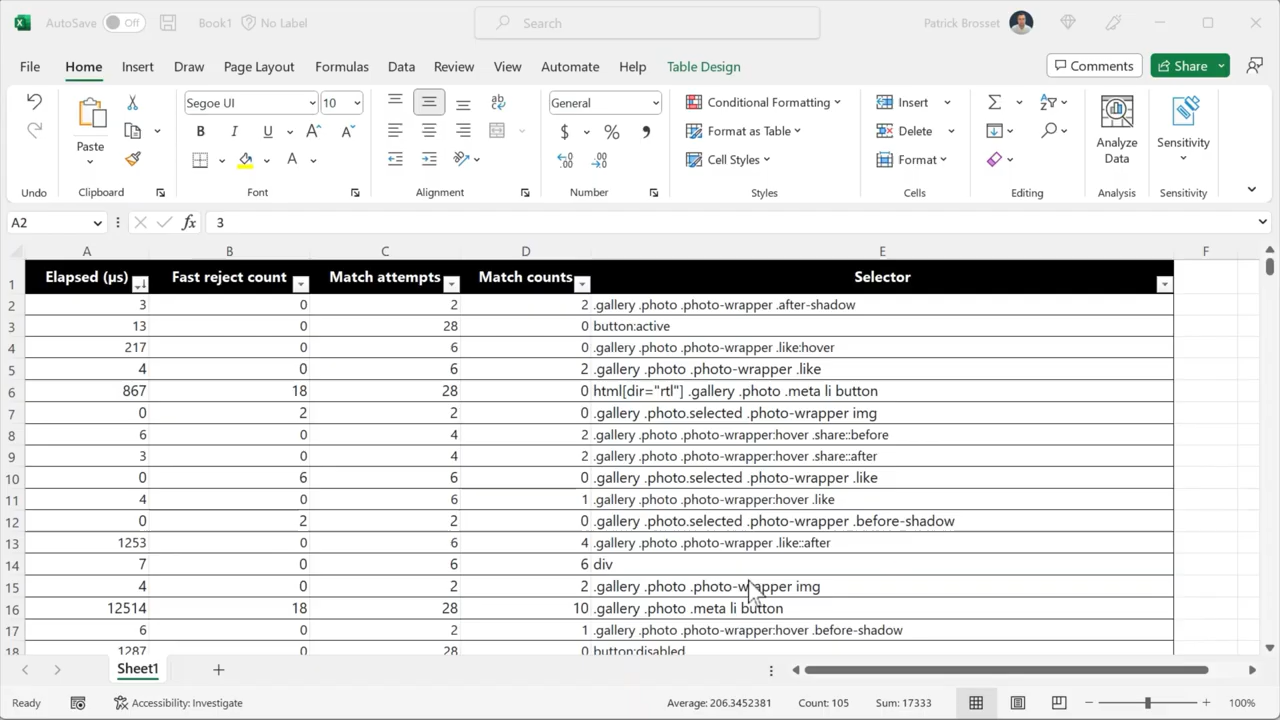 AutoSave Off Book1 No Label Search Patrick Brosset
File Home Insert Draw Page Layout Formulas Data Review View Automate Help Table Design Comments Share
Segoe UI 10 General Conditional Formatting Insert
Paste B I U A A $ % Format as Table Delete Analyze Data Sensitivity
A Cell Styles Format
Undo Clipboard Font Alignment Number Styles Cells Editing Analysis Sensitivity
A2 fx 3
A B C D E F
1 Elapsed (µs) Fast reject count Match attempts Match counts Selector
2 3 0 2 2 .gallery .photo .photo-wrapper .after-shadow
3 13 0 28 0 button:active
4 217 0 6 0 .gallery .photo .photo-wrapper .like:hover
5 4 0 6 2 .gallery .photo .photo-wrapper .like
6 867 18 28 0 html[dir="rtl"] .gallery .photo .meta li button
7 0 2 2 0 .gallery .photo.selected .photo-wrapper img
8 6 0 4 2 .gallery .photo .photo-wrapper:hover .share::before
9 3 0 4 2 .gallery .photo .photo-wrapper:hover .share::after
10 0 6 6 0 .gallery .photo.selected .photo-wrapper .like
11 4 0 6 1 .gallery .photo .photo-wrapper:hover .like
12 0 2 2 0 .gallery .photo.selected .photo-wrapper .before-shadow
13 1253 0 6 4 .gallery .photo .photo-wrapper .like::after
14 7 0 6 6 div
15 4 0 2 2 .gallery .photo .photo-wrapper img
16 12514 18 28 10 .gallery .photo .meta li button
17 6 0 2 1 .gallery .photo .photo-wrapper:hover .before-shadow
18 1287 0 28 0 button:disabled
Sheet1
Ready Accessibility: Investigate Average: 206.3452381 Count: 105 Sum: 17333 100%